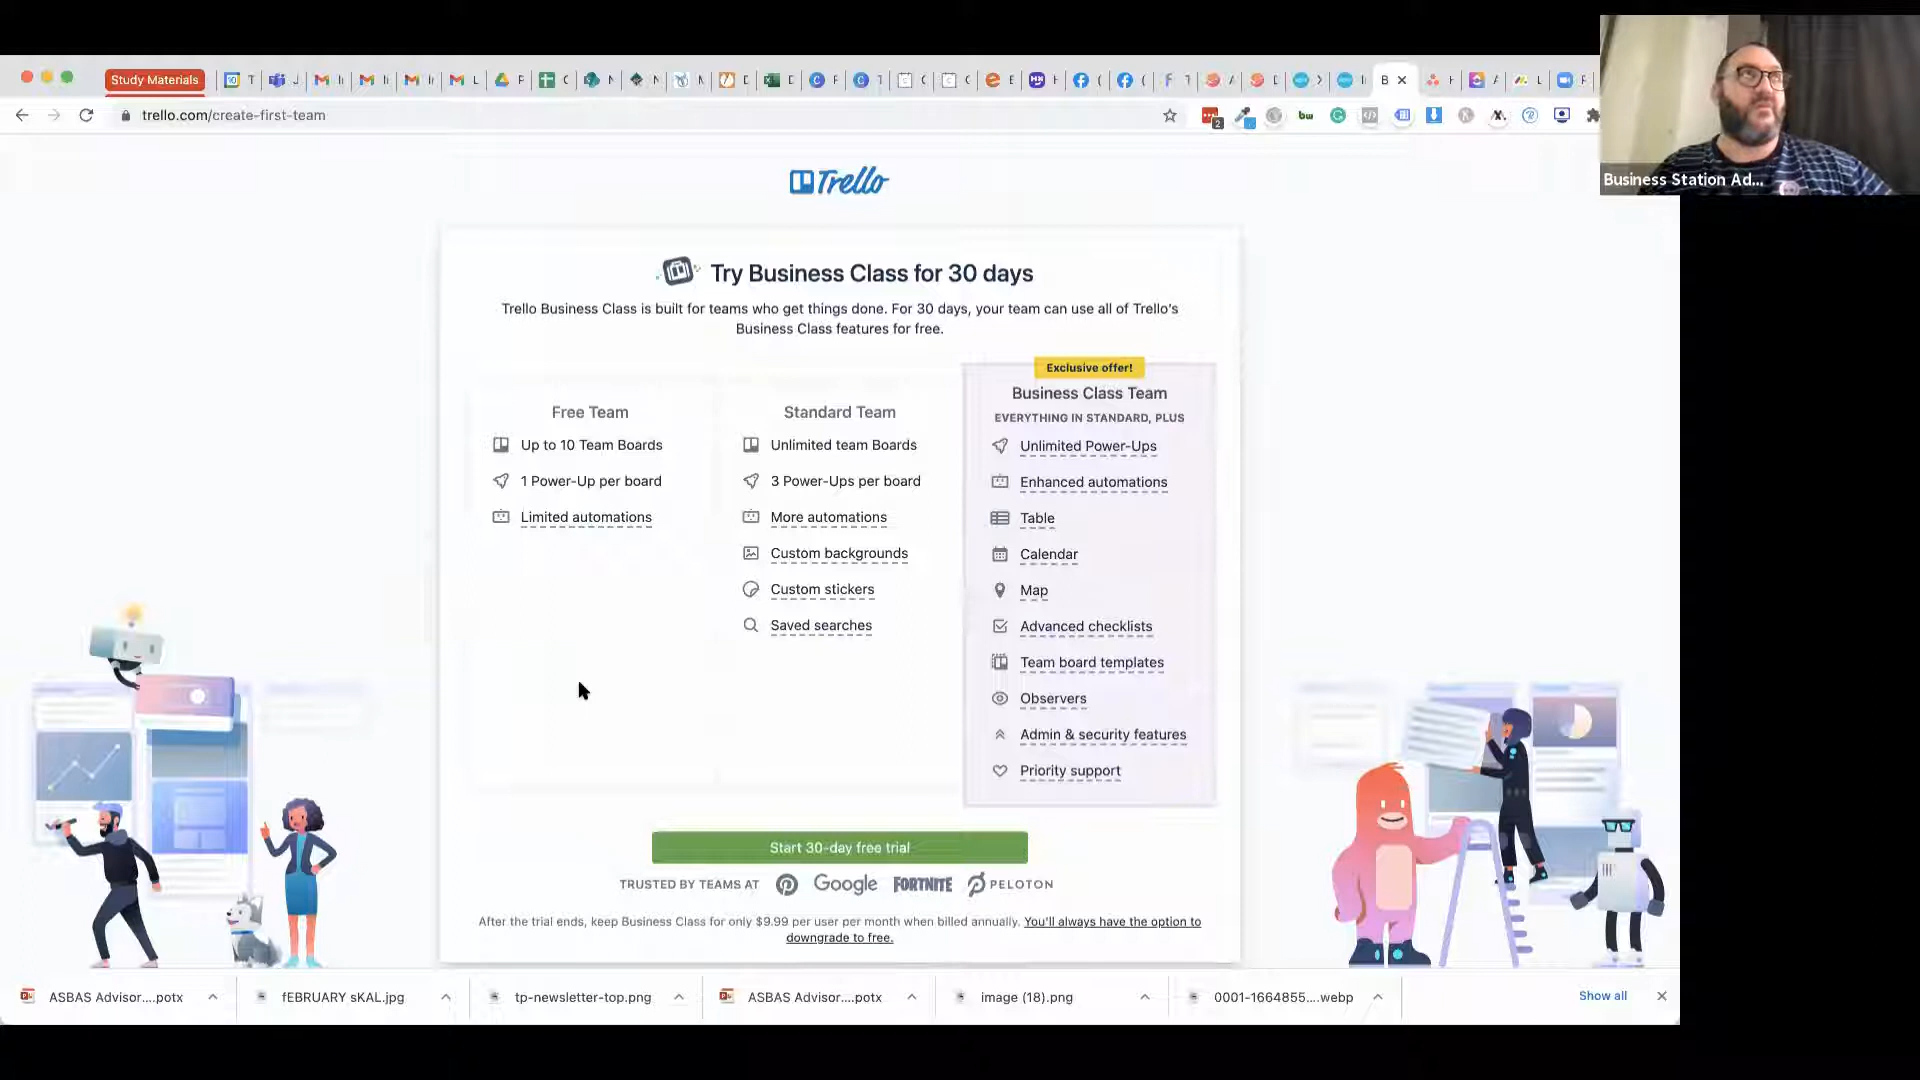 Study Materials
trello.com/create-first-team
Business Station Ad...
Trello
Try Business Class for 30 days
Trello Business Class is built for teams who get things done. For 30 days, your team can use all of Trello's
Business Class features for free.
Free Team
Up to 10 Team Boards
1 Power-Up per board
Limited automations
Standard Team
Unlimited team Boards
3 Power-Ups per board
More automations
Custom backgrounds
Custom stickers
Saved searches
Exclusive offer!
Business Class Team
EVERYTHING IN STANDARD, PLUS
Unlimited Power-Ups
Enhanced automations
Table
Calendar
Map
Advanced checklists
Team board templates
Observers
Admin & security features
Priority support
Start 30-day free trial
TRUSTED BY TEAMS AT Google FORTNITE PELOTON
After the trial ends, keep Business Class for only $9.99 per user per month when billed annually. You'll always have the option to
downgrade to free.
ASBAS Advisor....potx
fEBRUARY sKAL.jpg
tp-newsletter-top.png
ASBAS Advisor....potx
image (18).png
0001-1664855....webp
Show all